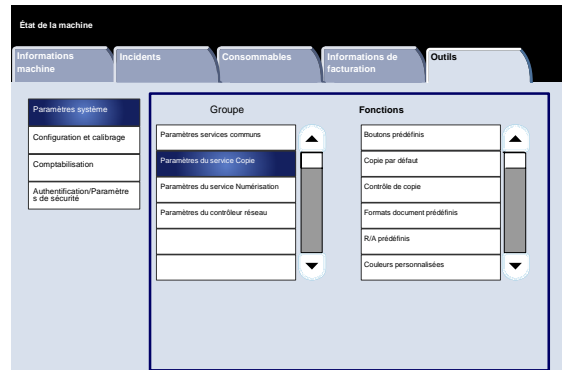 État de la machine
Informations
machine
Incidents
Consommables
Informations de
facturation
Outils
Paramètres système
Configuration et calibrage
Comptabilisation
Authentification/Paramètre
s de sécurité
Groupe
Paramètres services communs
Paramètres du service Copie
Paramètres du service Numérisation
Paramètres du contrôleur réseau
Fonctions
Boutons prédéfinis
Copie par défaut
Contrôle de copie
Formats document prédéfinis
R/A prédéfinis
Couleurs personnalisées